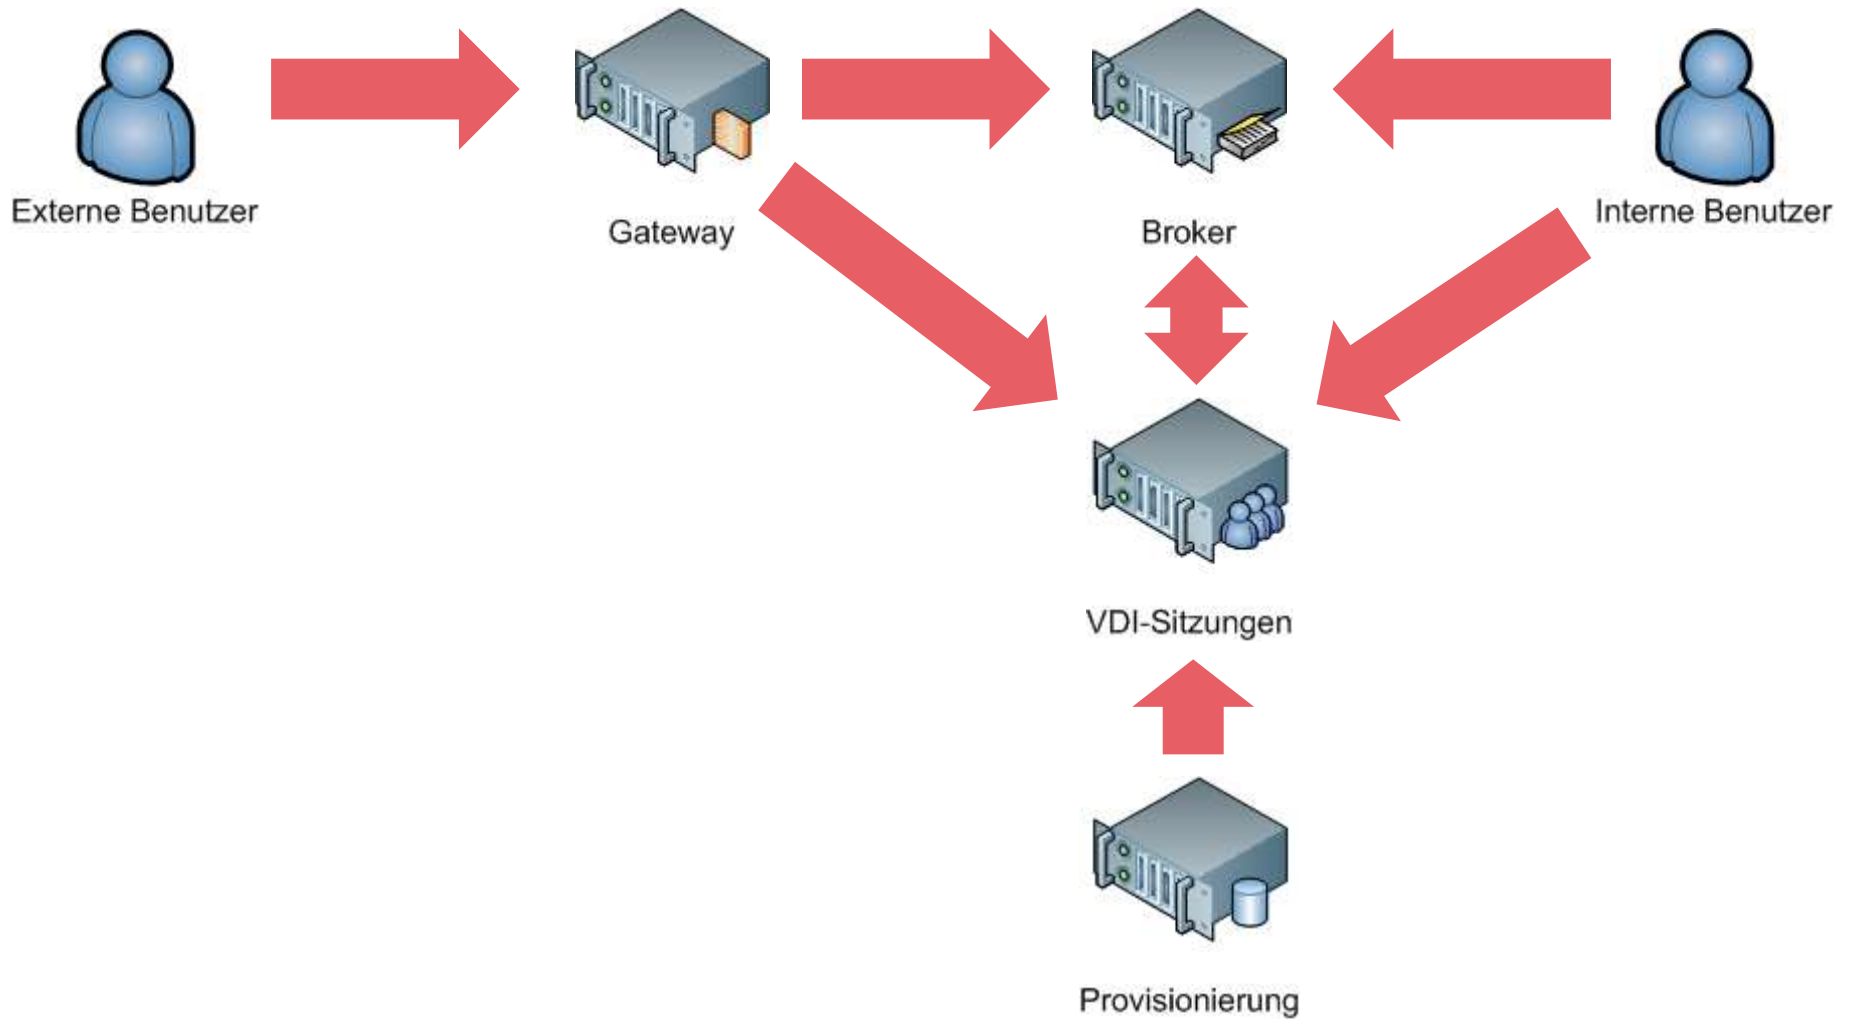 Externe Benutzer
Gateway
Broker
Interne Benutzer
VDI-Sitzungen
Provisionierung